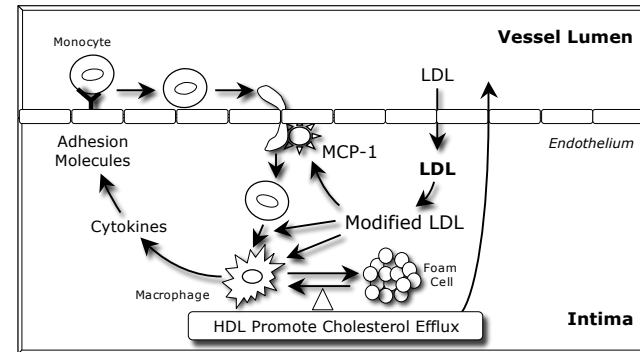 Vessel Lumen
Monocyte
LDL
Endothelium
Adhesion
Molecules
MCP-1
LDL
Cytokines
Modified LDL
Macrophage
Foam
Cell
HDL Promote Cholesterol Efflux
Intima